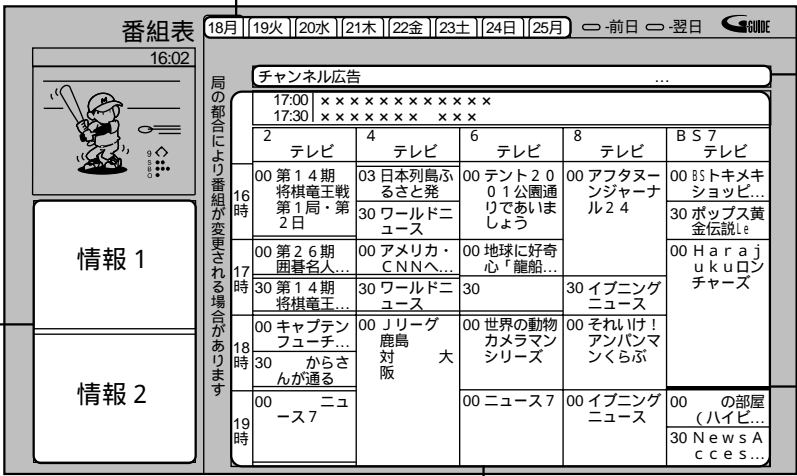 番組表
18月 19火 20水 21木 22金 23土 24日 25月 -前日 -翌日 GGUIDE
16:02
9
S
B
O
情報1
情報2
局の都合により番組が変更される場合があります
チャンネル広告 ...
17:00 ××××××××××××
17:30 ××××××× ×××
2 テレビ
4 テレビ
6 テレビ
8 テレビ
BS7 テレビ
16時
00 第14期
将棋竜王戦
第1局・第
2日
03 日本列島ふ
るさと発
30 ワールドニ
ュース
00 テント20
01公園通
りであいま
しょう
00 アフタヌー
ンジャーナ
ル24
00 BSトキメキ
ショッピ...
30 ポップス黄
金伝説Le
17時
00 第26期
囲碁名人...
30 第14期
将棋竜王...
00 アメリカ・
CNNへ...
30 ワールドニ
ュース
00 地球に好奇
心「龍船...
30
30 イブニング
ニュース
00 Haraj
ukuロン
チャーズ
18時
00 キャプテン
フューチ...
30 からさ
んが通る
00 Jリーグ
鹿島
対 大
阪
00 世界の動物
カメラマン
シリーズ
00 それいけ!
アンパンマ
ンくらぶ
19時
00 ニュ
ース7
00 ニュース7
00 イブニング
ニュース
00 の部屋
(ハイビ...
30 NewsA
cces...